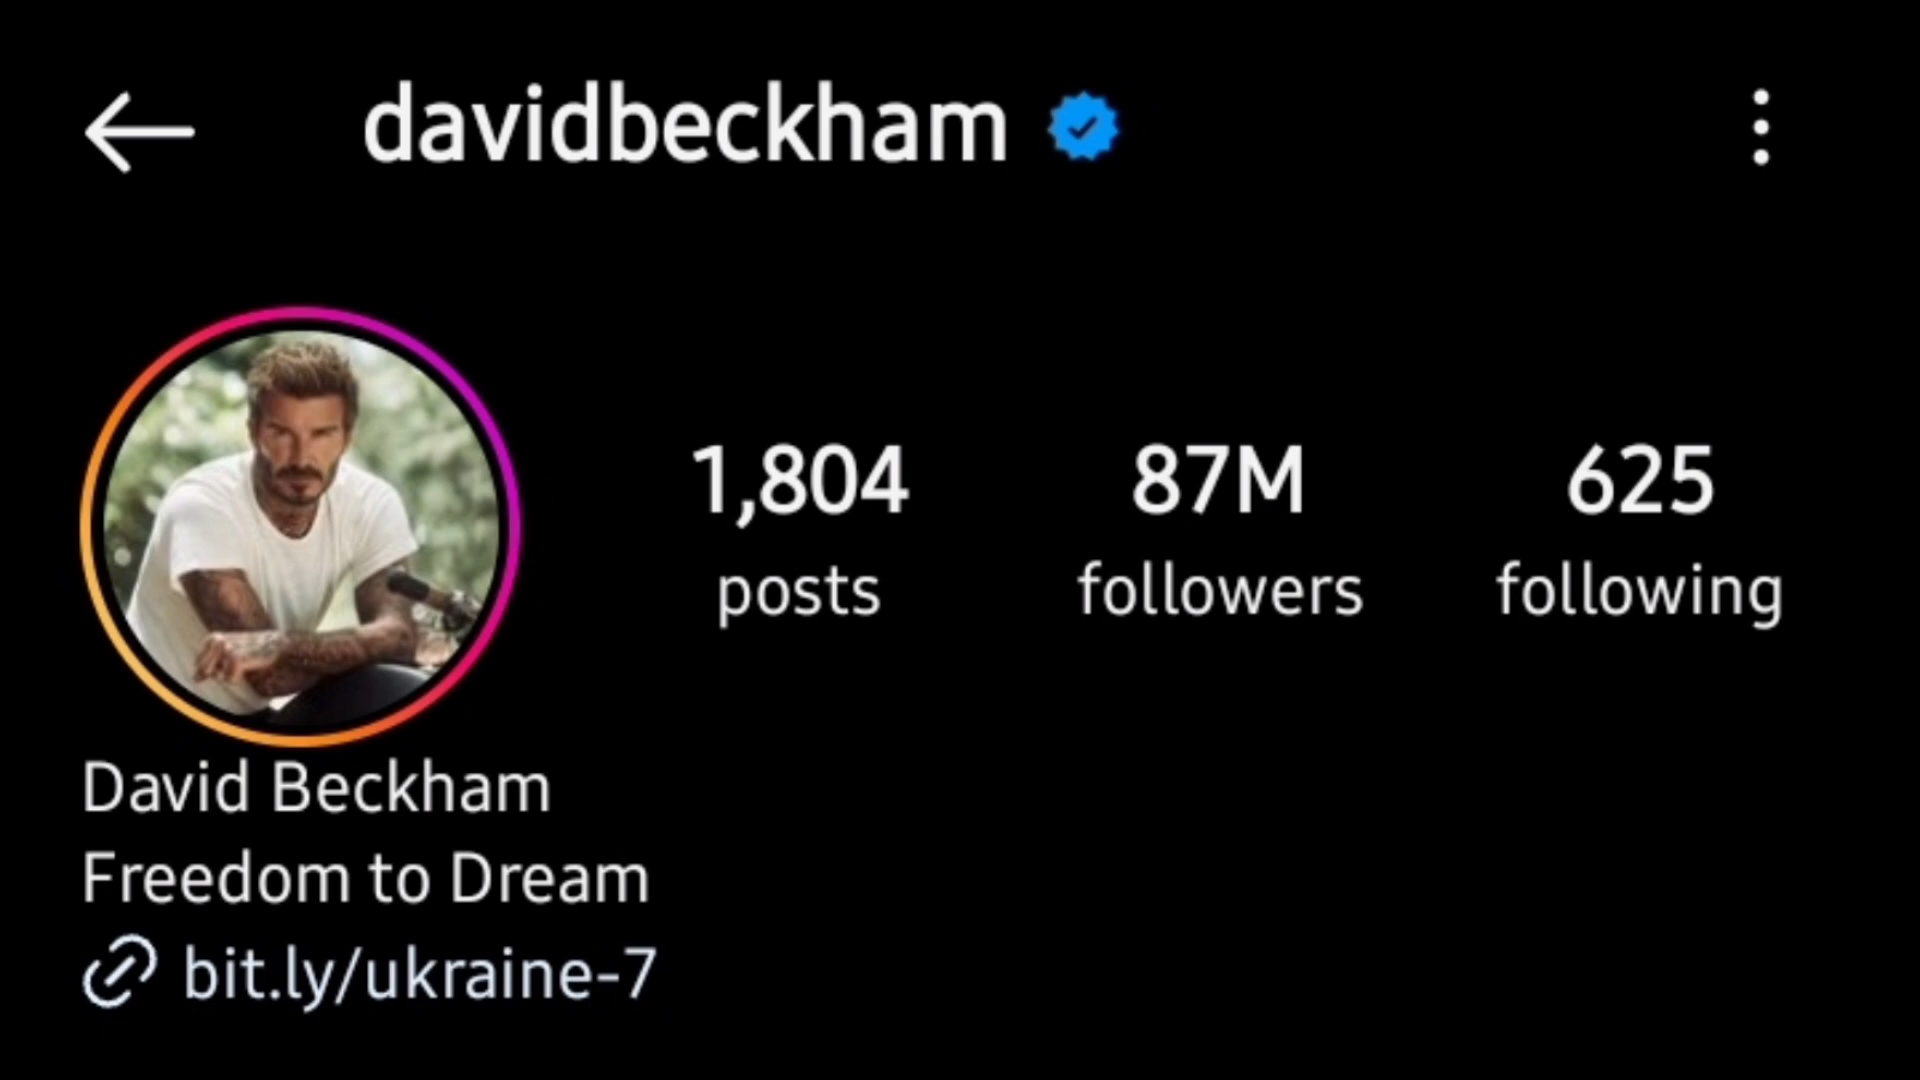 davidbeckham
1,804 87M 625
posts followers following
David Beckham
Freedom to Dream
bit.ly/ukraine-7